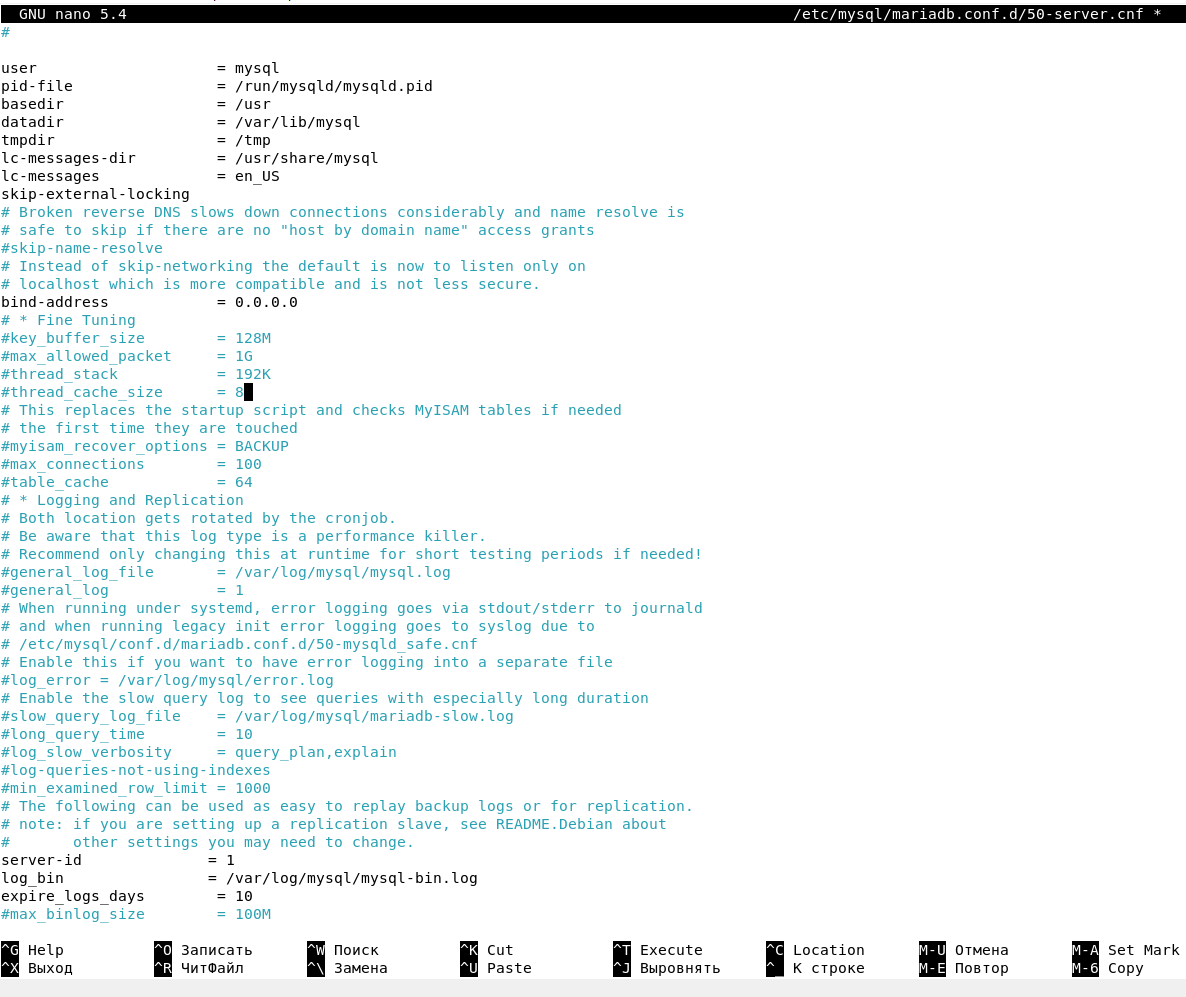 GNU nano 5.4 /etc/mysql/mariadb.conf.d/50-server.cnf *
#
user                    = mysql
pid-file                = /run/mysqld/mysqld.pid
basedir                 = /usr
datadir                 = /var/lib/mysql
tmpdir                  = /tmp
lc-messages-dir         = /usr/share/mysql
lc-messages             = en_US
skip-external-locking
# Broken reverse DNS slows down connections considerably and name resolve is
# safe to skip if there are no "host by domain name" access grants
#skip-name-resolve
# Instead of skip-networking the default is now to listen only on
# localhost which is more compatible and is not less secure.
bind-address            = 0.0.0.0
# * Fine Tuning
#key_buffer_size        = 128M
#max_allowed_packet     = 1G
#thread_stack           = 192K
#thread_cache_size      = 8
# This replaces the startup script and checks MyISAM tables if needed
# the first time they are touched
#myisam_recover_options = BACKUP
#max_connections        = 100
#table_cache            = 64
# * Logging and Replication
# Both location gets rotated by the cronjob.
# Be aware that this log type is a performance killer.
# Recommend only changing this at runtime for short testing periods if needed!
#general_log_file       = /var/log/mysql/mysql.log
#general_log            = 1
# When running under systemd, error logging goes via stdout/stderr to journald
# and when running legacy init error logging goes to syslog due to
# /etc/mysql/conf.d/mariadb.conf.d/50-mysqld_safe.cnf
# Enable this if you want to have error logging into a separate file
#log_error = /var/log/mysql/error.log
# Enable the slow query log to see queries with especially long duration
#slow_query_log_file    = /var/log/mysql/mariadb-slow.log
#long_query_time        = 10
#log_slow_verbosity     = query_plan,explain
#log-queries-not-using-indexes
#min_examined_row_limit = 1000
# The following can be used as easy to replay backup logs or for replication.
# note: if you are setting up a replication slave, see README.Debian about
#       other settings you may need to change.
server-id              = 1
log_bin                = /var/log/mysql/mysql-bin.log
expire_logs_days        = 10
#max_binlog_size        = 100M
^G Help ^O Записать ^W Поиск ^K Cut ^T Execute ^C Location M-U Отмена M-A Set Mark
^X Выход ^R ЧитФайл ^\ Замена ^U Paste ^J Выровнять ^_ К строке M-E Повтор M-6 Copy